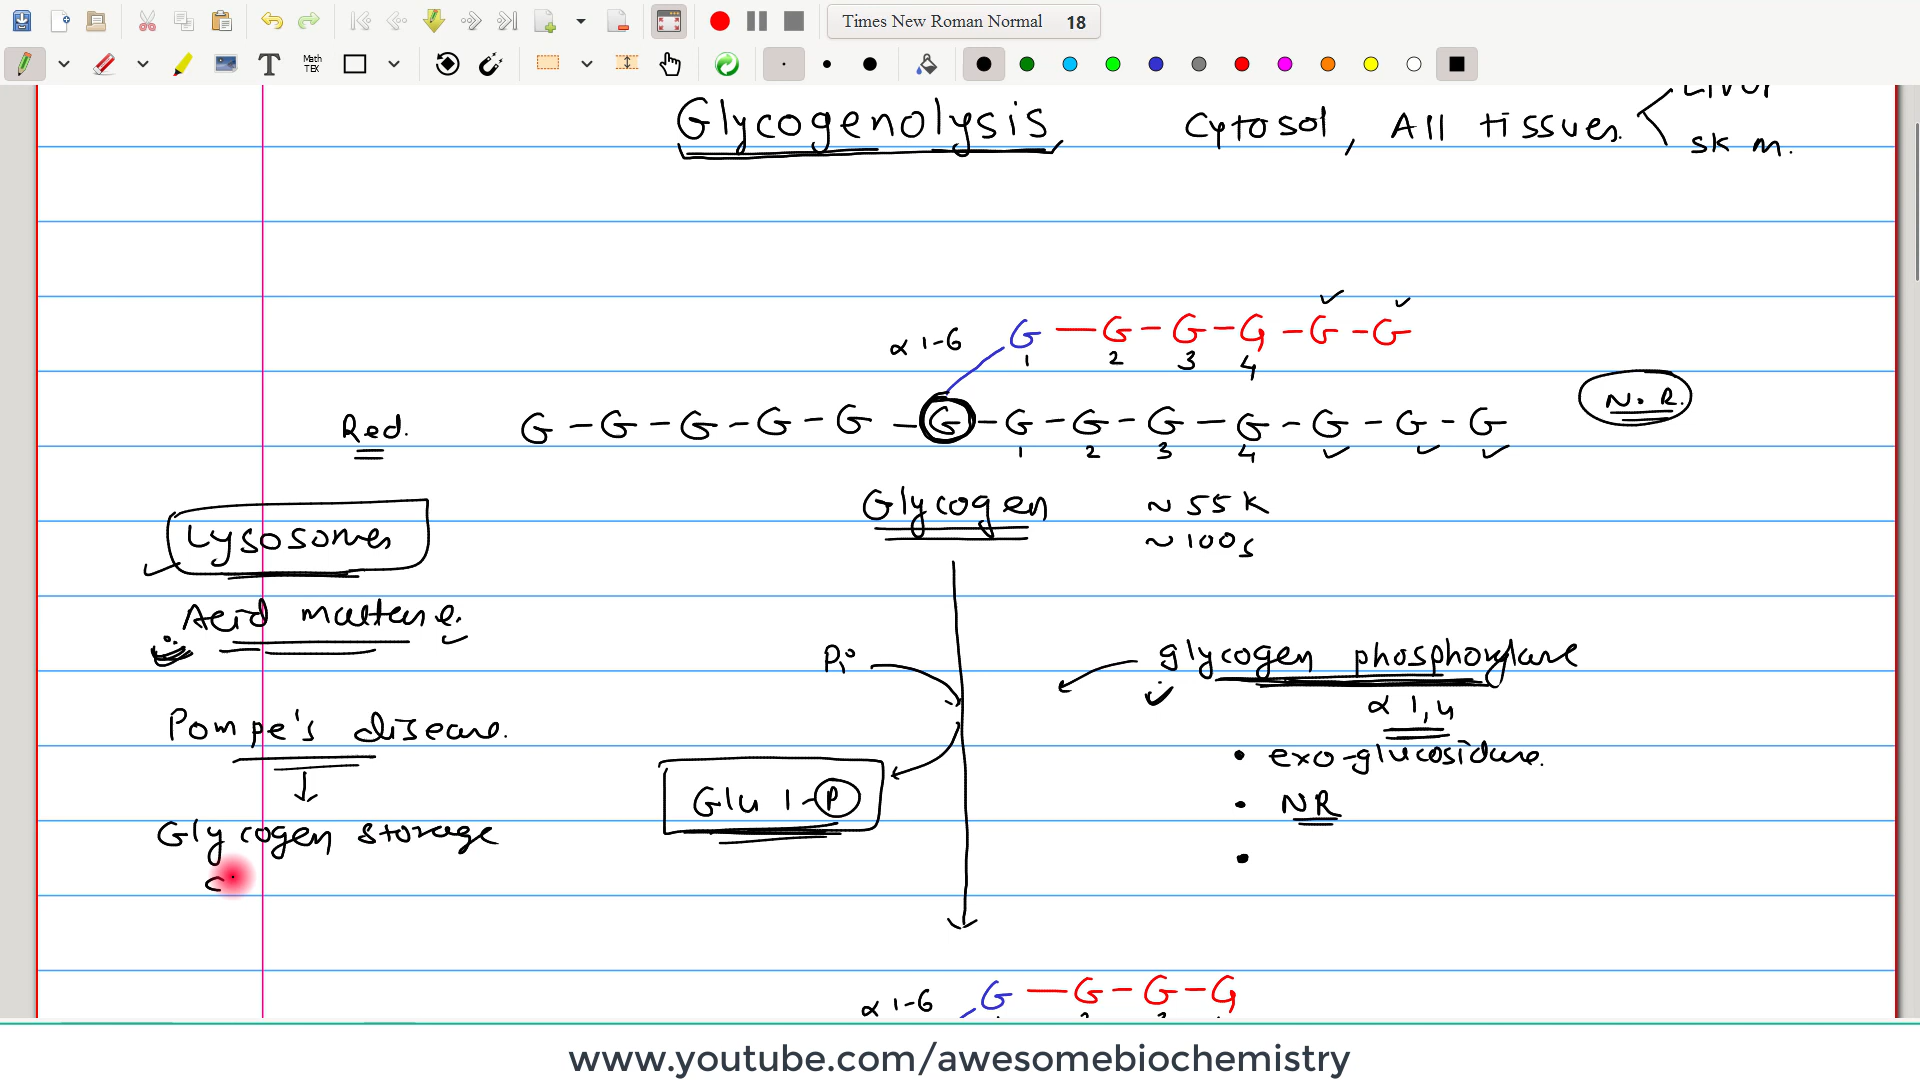 Times New Roman Normal 18
Math
TEX
Glycogenolysis Cytosol, All tissues. Liver
sk m.
α 1-6 G - G - G - G - G - G
1 2 3 4
Red. G - G - G - G - G - G - G - G - G - G - G - G - G N.R.
1 2 3 4
Glycogen ~ 55 K
~ 100s
Lysosomes
Acid maltase.
Pi glycogen phosphorylase
α 1,4
Pompe's disease.
• exo-glucosidase.
Glu 1-P
• NR
Glycogen storage
•
α 1-6 G - G - G - G
www.youtube.com/awesomebiochemistry